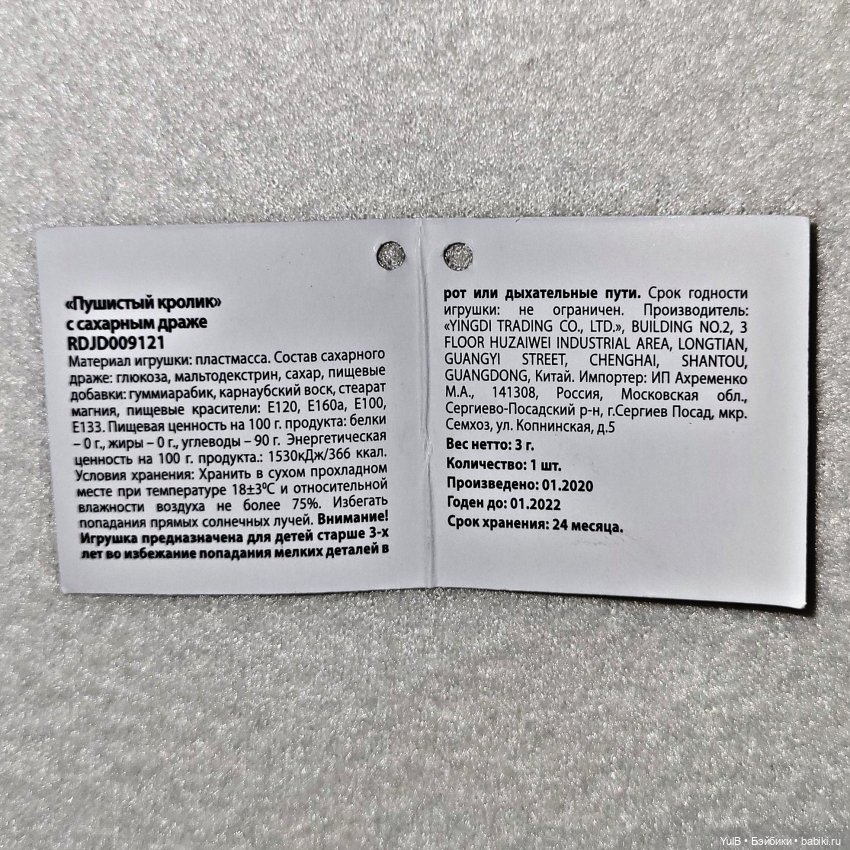 «Пушистый кролик»
с сахарным драже
RDJD009121
Материал игрушки: пластмасса. Состав сахарного
драже: глюкоза, мальтодекстрин, сахар, пищевые
добавки: гуммиарабик, карнаубский воск, стеарат
магния, пищевые красители: Е120, Е160а, Е100,
Е133. Пищевая ценность на 100 г. продукта: белки
– 0 г., жиры – 0 г., углеводы – 90 г. Энергетическая
ценность на 100 г. продукта.: 1530кДж/366 ккал.
Условия хранения: Хранить в сухом прохладном
месте при температуре 18±3⁰С и относительной
влажности воздуха не более 75%. Избегать
попадания прямых солнечных лучей. Внимание!
Игрушка предназначена для детей старше 3-х
лет во избежание попадания мелких деталей в
рот или дыхательные пути. Срок годности
игрушки: не ограничен. Производитель:
«YINGDI TRADING CO., LTD.», BUILDING NO.2, 3
FLOOR HUZAIWEI INDUSTRIAL AREA, LONGTIAN,
GUANGYI STREET, CHENGHAI, SHANTOU,
GUANGDONG, Китай. Импортер: ИП Ахременко
М.А., 141308, Россия, Московская обл.,
Сергиево-Посадский р-н, г.Сергиев Посад, мкр.
Семхоз, ул. Копнинская, д.5
Вес нетто: 3 г.
Количество: 1 шт.
Произведено: 01.2020
Годен до: 01.2022
Срок хранения: 24 месяца.
YulB • Бэйбики • babiki.ru